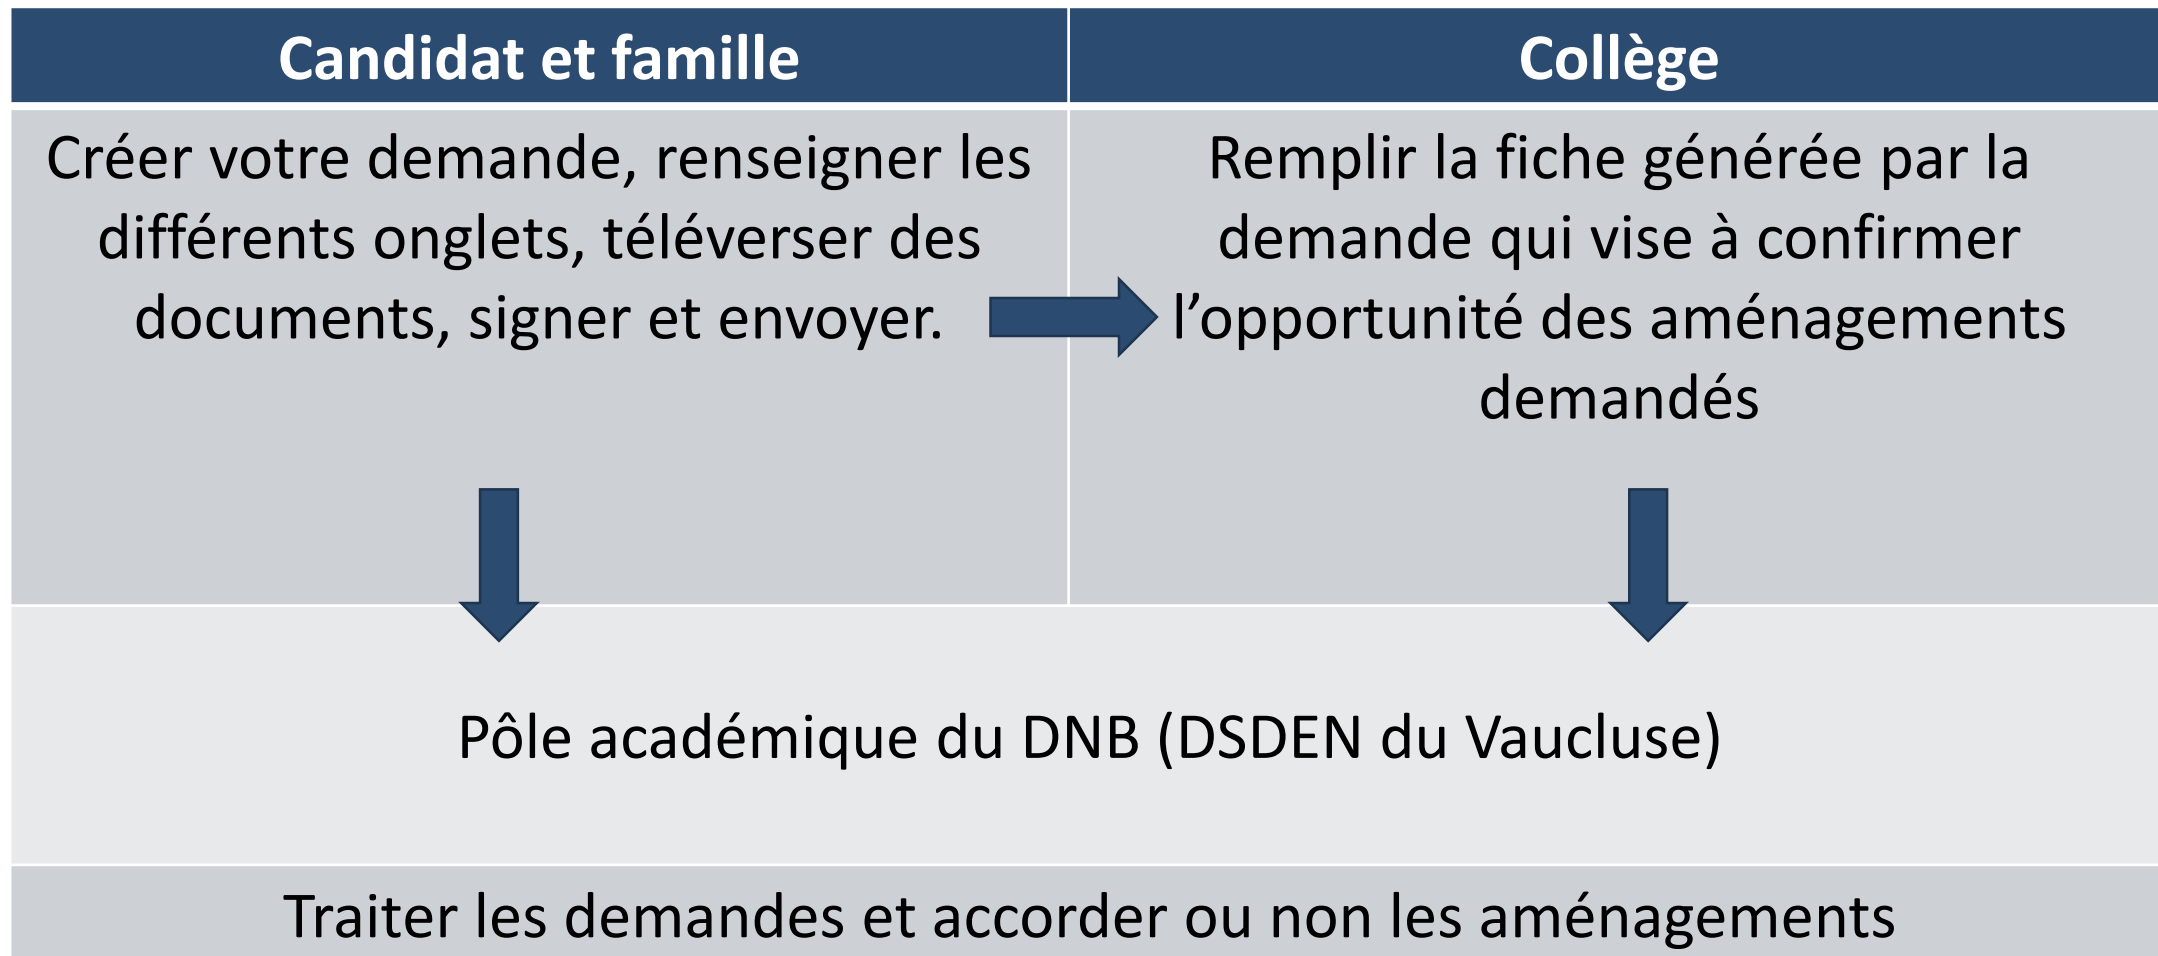 Candidat et famille
Collège
Créer votre demande, renseigner les
différents onglets, téléverser des
documents, signer et envoyer.
Remplir la fiche générée par la
demande qui vise à confirmer
l’opportunité des aménagements
demandés
Pôle académique du DNB (DSDEN du Vaucluse)
Traiter les demandes et accorder ou non les aménagements